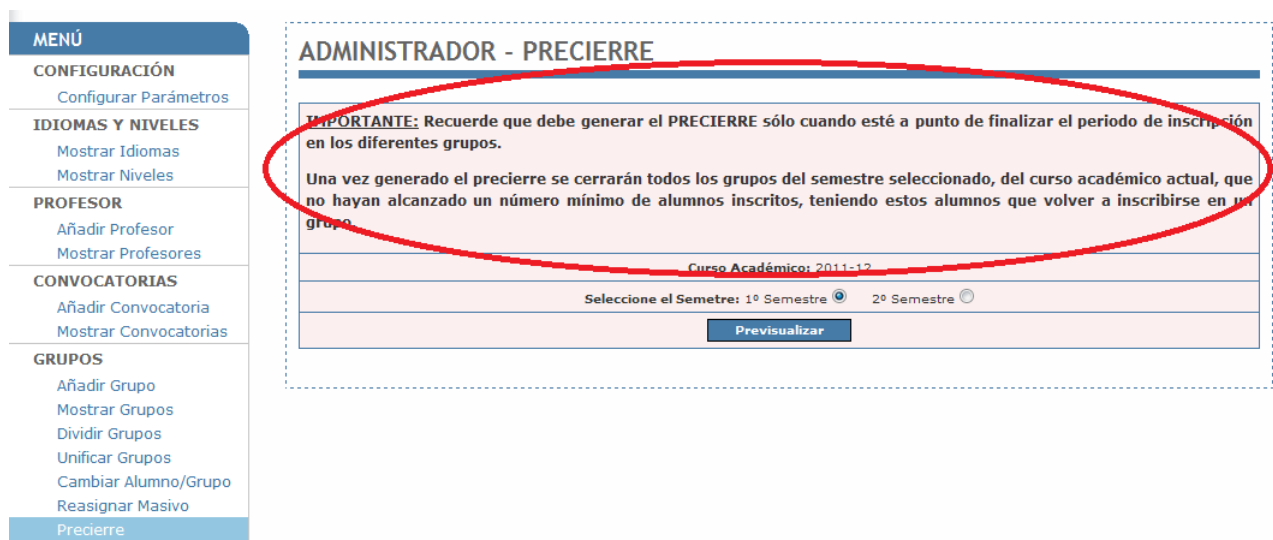 MENÚ
CONFIGURACIÓN
Configurar Parámetros
IDIOMAS Y NIVELES
Mostrar Idiomas
Mostrar Niveles
PROFESOR
Añadir Profesor
Mostrar Profesores
CONVOCATORIAS
Añadir Convocatoria
Mostrar Convocatorias
GRUPOS
Añadir Grupo
Mostrar Grupos
Dividir Grupos
Unificar Grupos
Cambiar Alumno/Grupo
Reasignar Masivo
Precierre
ADMINISTRADOR - PRECIERRE
IMPORTANTE: Recuerde que debe generar el PRECIERRE sólo cuando esté a punto de finalizar el periodo de inscripción
en los diferentes grupos.
Una vez generado el precierre se cerrarán todos los grupos del semestre seleccionado, del curso académico actual, que
no hayan alcanzado un número mínimo de alumnos inscritos, teniendo estos alumnos que volver a inscribirse en un
grupo.
Curso Académico: 2011-12
Seleccione el Semetre: 1º Semestre 2º Semestre
Previsualizar